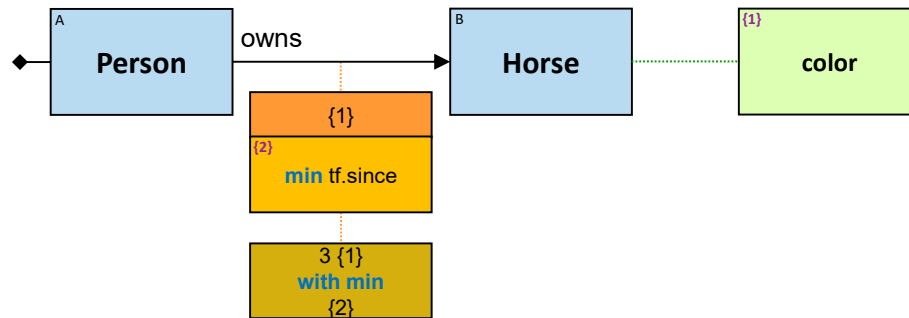 A
Person
owns
B
Horse
{1}
color
{1}
{2}
min tf.since
3 {1}
with min
{2}